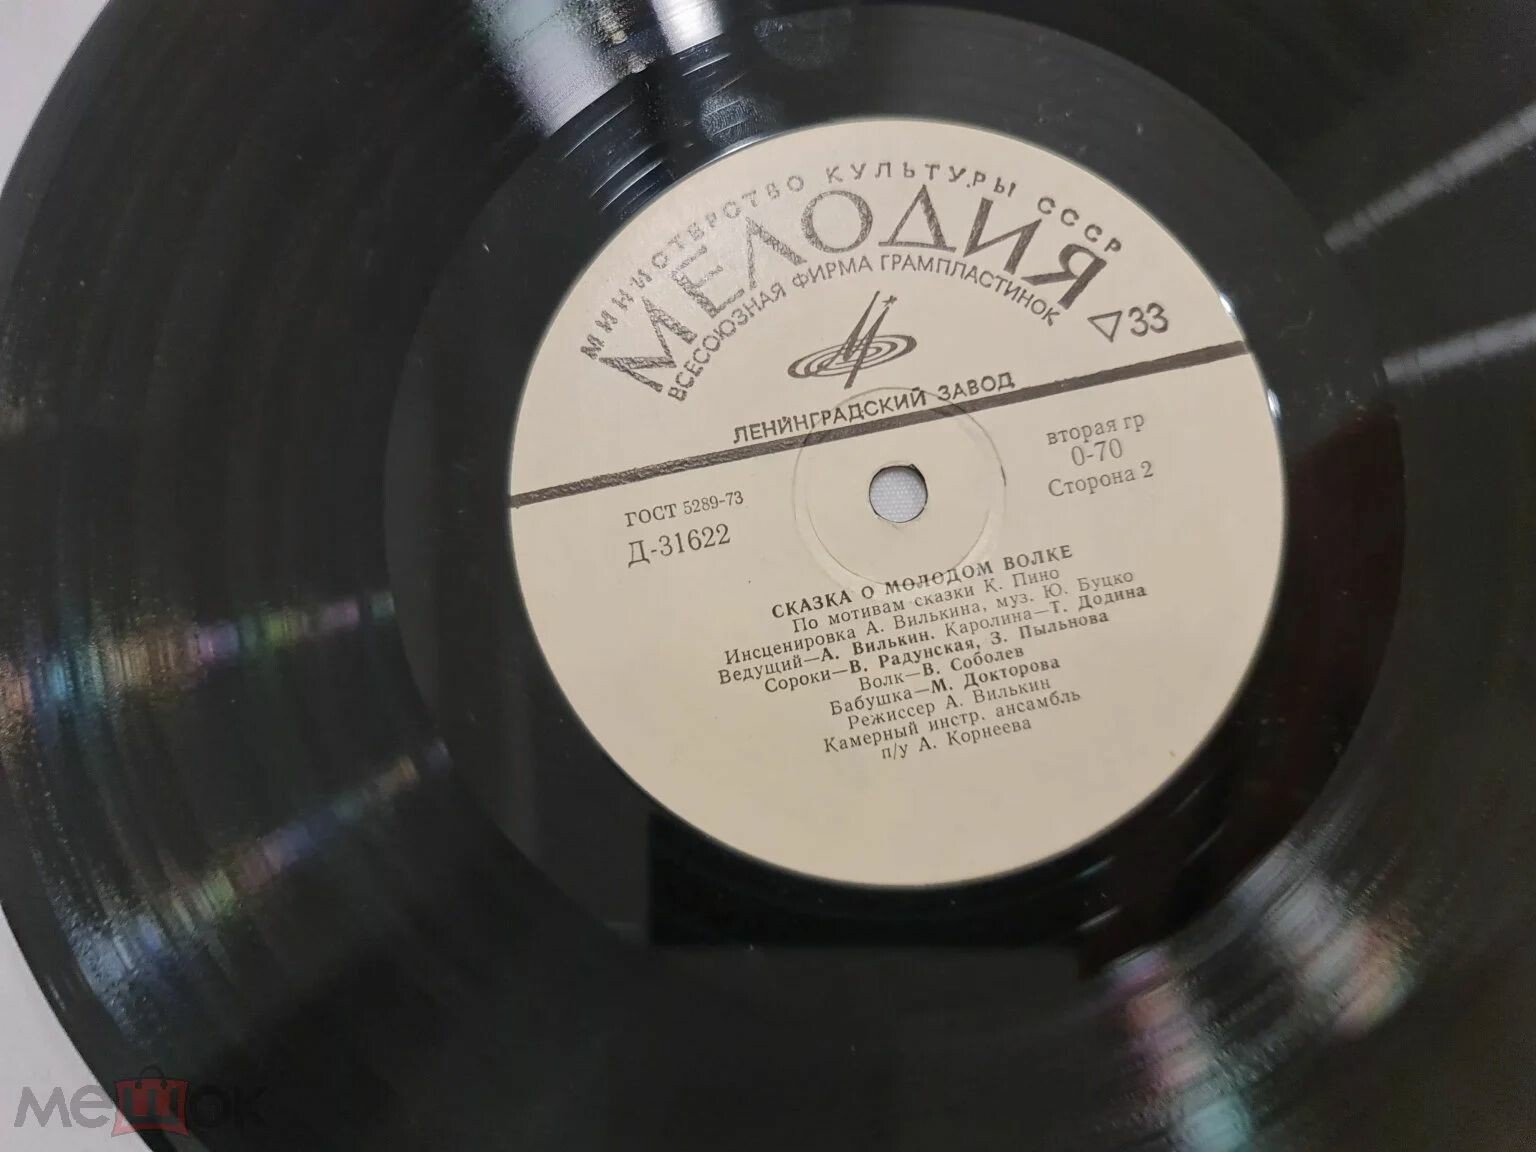 МИНИСТЕРСТВО КУЛЬТУРЫ СССР
МЕЛОДИЯ
ВСЕСОЮЗНАЯ ФИРМА ГРАМПЛАСТИНОК
▽33
ЛЕНИНГРАДСКИЙ ЗАВОД
ГОСТ 5289-73
Д-31622
вторая гр
0-70
Сторона 2
СКАЗКА О МОЛОДОМ ВОЛКЕ
По мотивам сказки К. Пино
Инсценировка А. Вилькина, муз. Ю. Буцко
Ведущий—А. Вилькин. Каролина—Т. Додина
Сороки—В. Радунская, З. Пыльнова
Волк—В. Соболев
Бабушка—М. Докторова
Режиссер А. Вилькин
Камерный инстр. ансамбль
п/у А. Корнеева
мешок